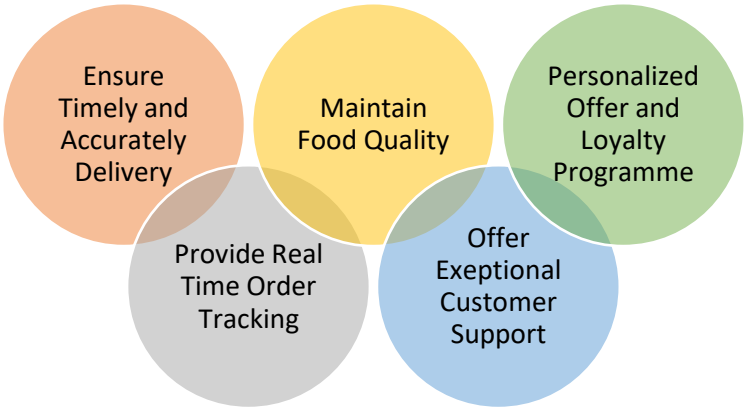 Ensure
Timely and
Accurately
Delivery
Maintain
Food Quality
Personalized
Offer and
Loyalty
Programme
Provide Real
Time Order
Tracking
Offer
Exeptional
Customer
Support